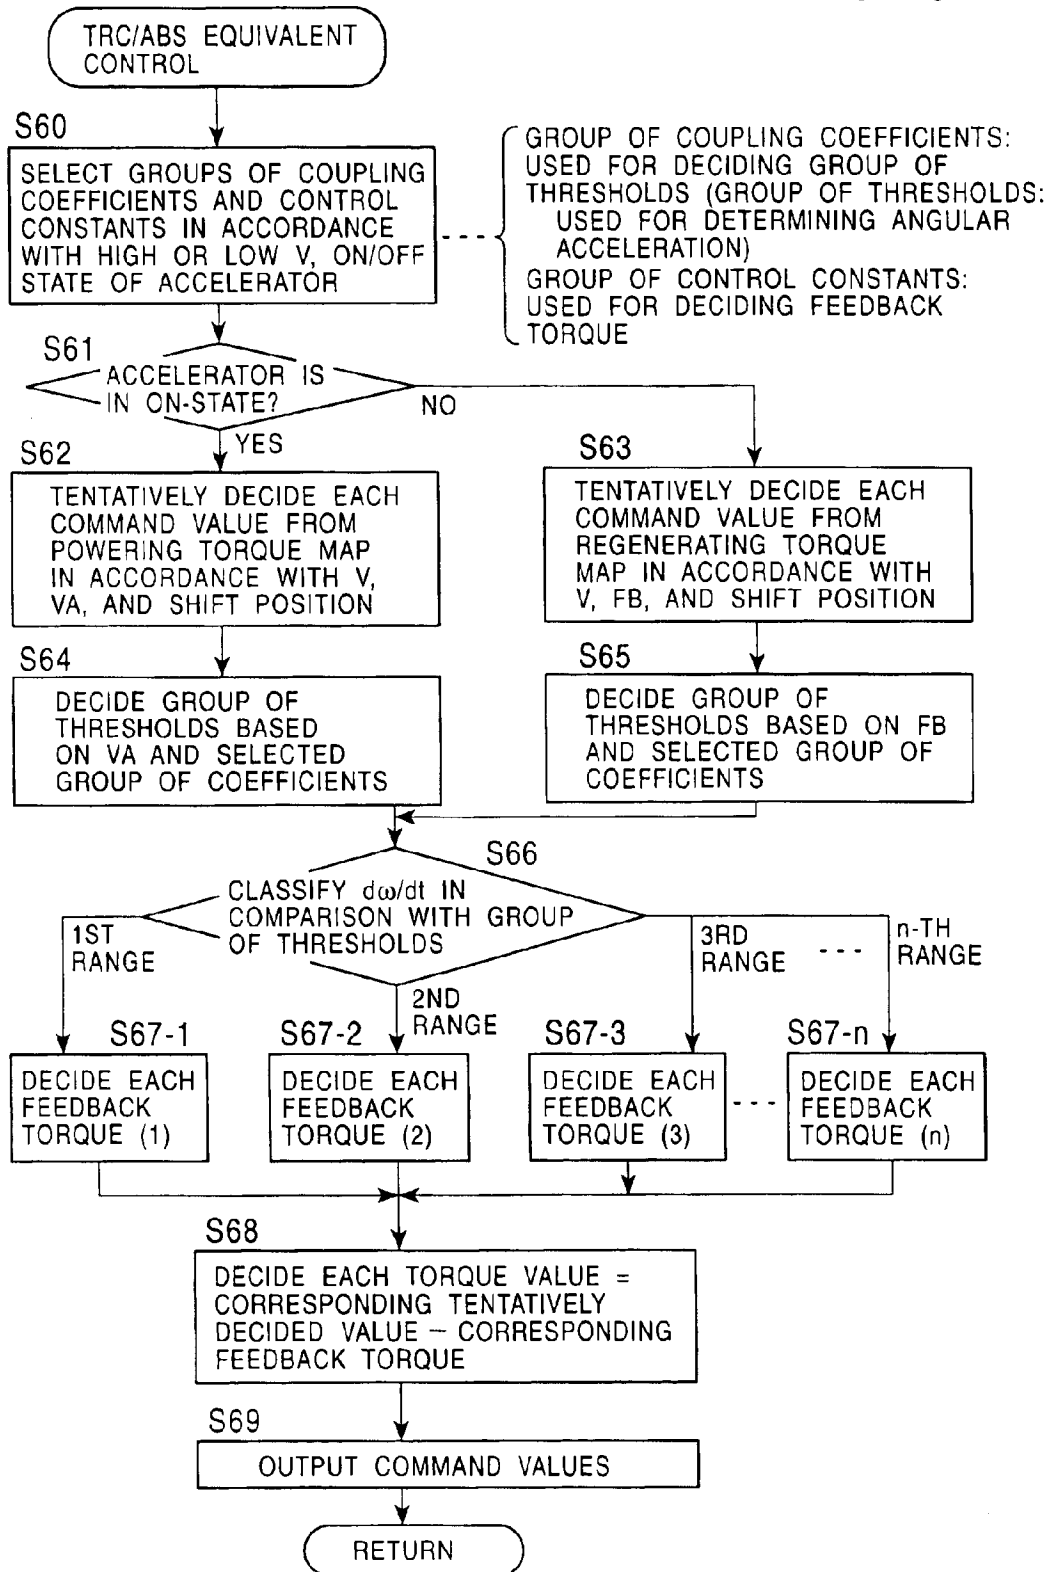 TRC/ABS EQUIVALENT
CONTROL
S60
SELECT GROUPS OF COUPLING
COEFFICIENTS AND CONTROL
CONSTANTS IN ACCORDANCE
WITH HIGH OR LOW V, ON/OFF
STATE OF ACCELERATOR
GROUP OF COUPLING COEFFICIENTS:
USED FOR DECIDING GROUP OF
THRESHOLDS (GROUP OF THRESHOLDS:
USED FOR DETERMINING ANGULAR
ACCELERATION)
GROUP OF CONTROL CONSTANTS:
USED FOR DECIDING FEEDBACK
TORQUE
S61
ACCELERATOR IS
IN ON-STATE?
NO
YES
S62
TENTATIVELY DECIDE EACH
COMMAND VALUE FROM
POWERING TORQUE MAP
IN ACCORDANCE WITH V,
VA, AND SHIFT POSITION
S63
TENTATIVELY DECIDE EACH
COMMAND VALUE FROM
REGENERATING TORQUE
MAP IN ACCORDANCE WITH
V, FB, AND SHIFT POSITION
S64
DECIDE GROUP OF
THRESHOLDS BASED
ON VA AND SELECTED
GROUP OF COEFFICIENTS
S65
DECIDE GROUP OF
THRESHOLDS BASED ON FB
AND SELECTED GROUP OF
COEFFICIENTS
S66
CLASSIFY dω/dt IN
COMPARISON WITH GROUP
OF THRESHOLDS
1ST
RANGE
2ND
RANGE
3RD
RANGE
---
n-TH
RANGE
S67-1
DECIDE EACH
FEEDBACK
TORQUE (1)
S67-2
DECIDE EACH
FEEDBACK
TORQUE (2)
S67-3
DECIDE EACH
FEEDBACK
TORQUE (3)
S67-n
DECIDE EACH
FEEDBACK
TORQUE (n)
S68
DECIDE EACH TORQUE VALUE =
CORRESPONDING TENTATIVELY
DECIDED VALUE – CORRESPONDING
FEEDBACK TORQUE
S69
OUTPUT COMMAND VALUES
RETURN